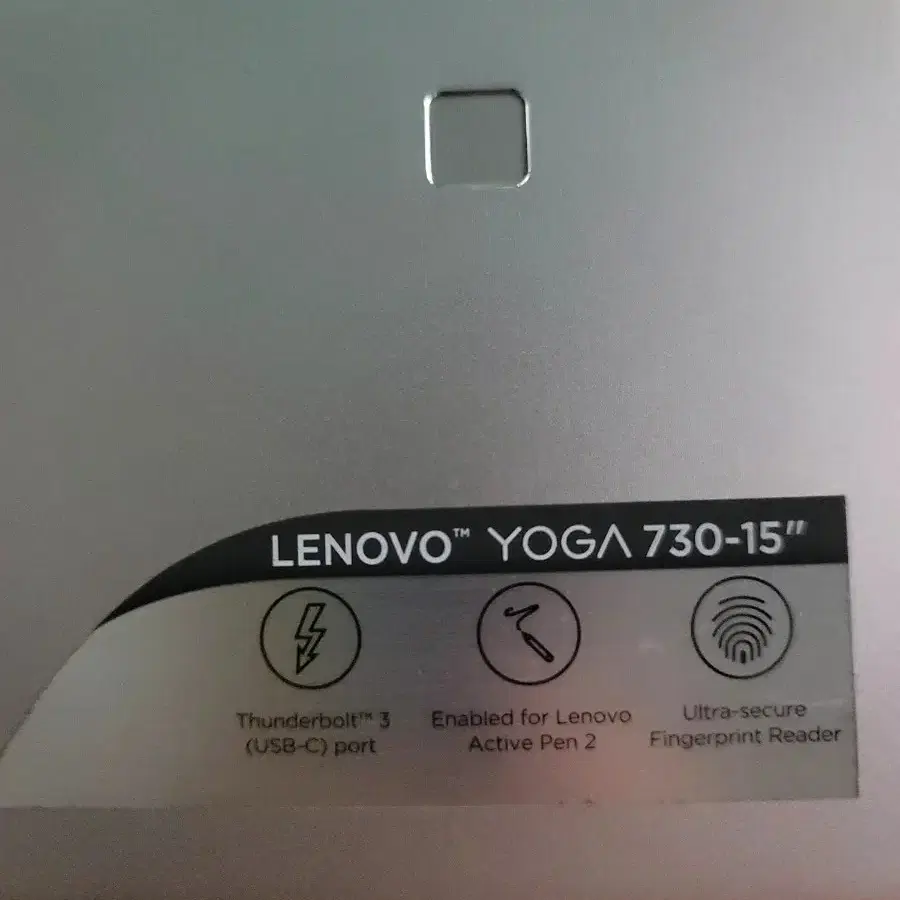 LENOVO™ YOGA 730-15"
Thunderbolt™ 3
(USB-C) port
Enabled for Lenovo
Active Pen 2
Ultra-secure
Fingerprint Reader